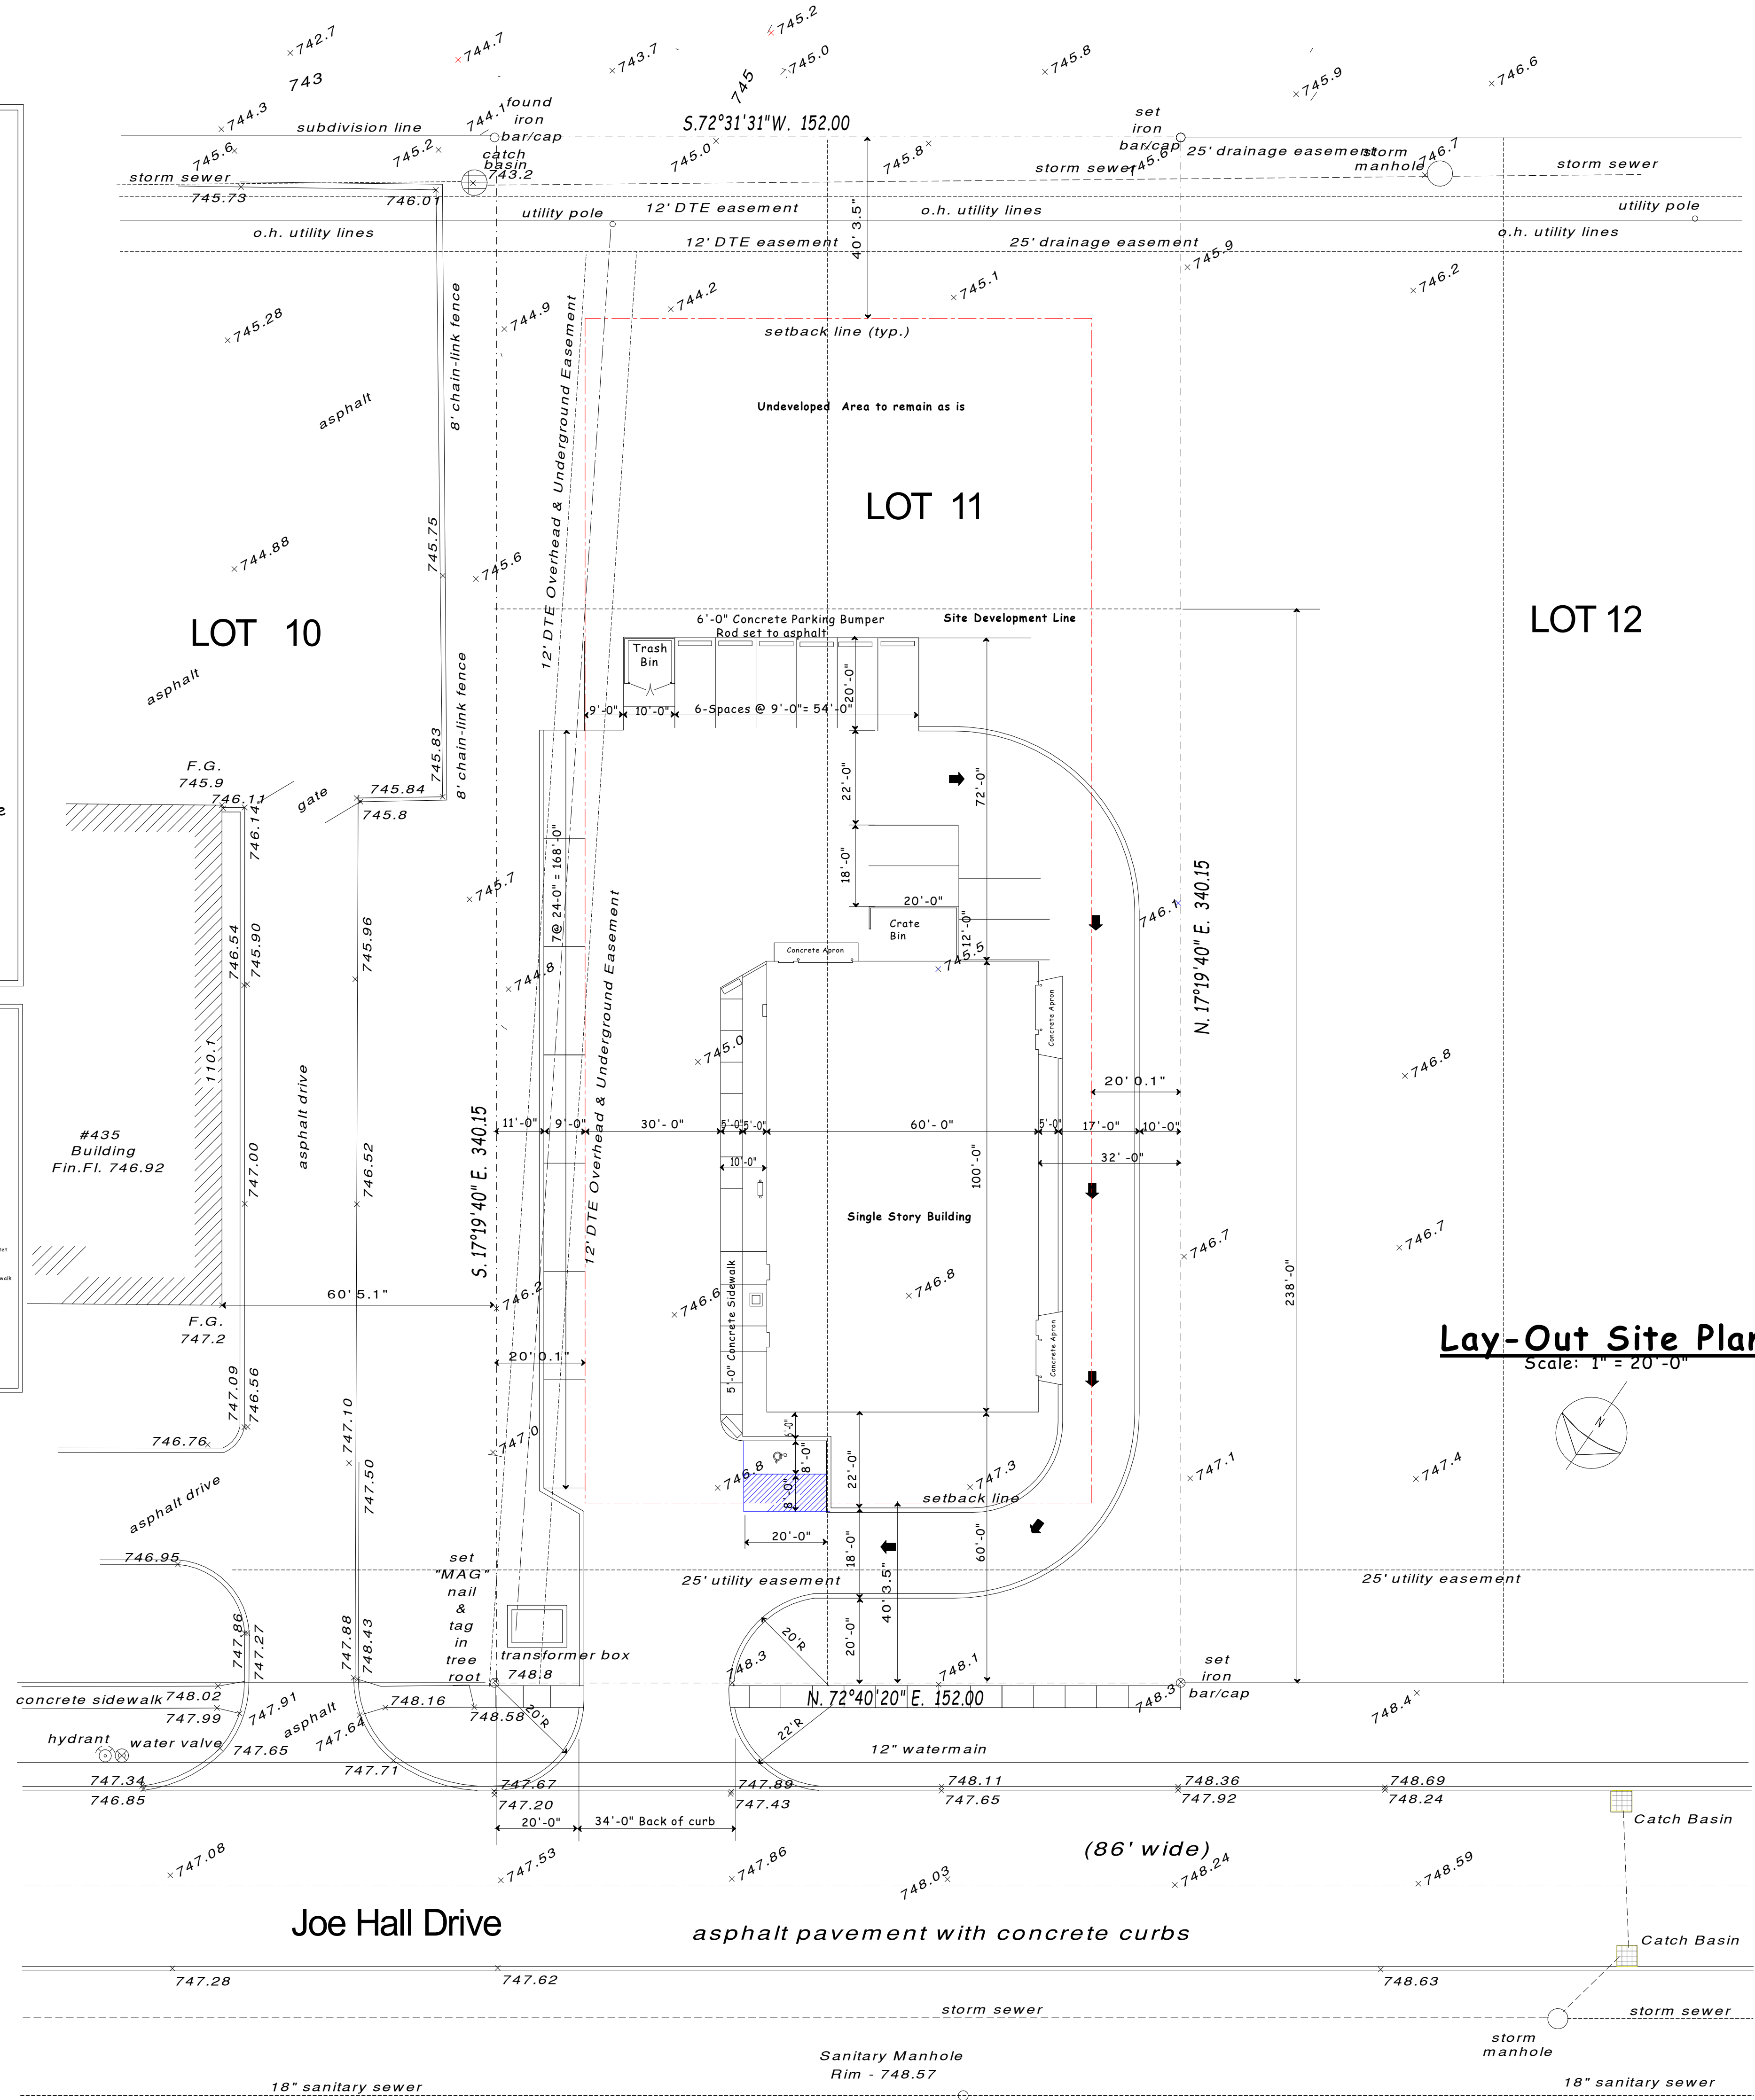 742.7
744.7
743.7
745.2
745.0
745.8
745.9
746.6
743
745
744.3
744.1
found
iron
bar/cap
subdivision line
S.72°31'31"W. 152.00
set
iron
bar/cap
745.6
745.2
catch
basin
743.2
745.0
745.8
745.6
25' drainage easement
storm
manhole
746.7
storm sewer
storm sewer
storm sewer
745.73
746.01
utility pole
12' DTE easement
o.h. utility lines
utility pole
o.h. utility lines
12' DTE easement
25' drainage easement
o.h. utility lines
40' 3.5"
745.9
746.2
744.2
745.1
745.28
744.9
setback line (typ.)
8' chain-link fence
12' DTE Overhead & Underground Easement
asphalt
Undeveloped Area to remain as is
LOT 11
745.75
744.88
745.6
LOT 10
LOT 12
6'-0" Concrete Parking Bumper
Rod set to asphalt
Site Development Line
Trash
Bin
20'-0"
asphalt
8' chain-link fence
9'-0"
10'-0"
6-Spaces @ 9'-0"= 54'-0"
745.83
F.G.
745.9
746.11
746.14
gate
745.84
745.8
22'-0"
72'-0"
7@ 24-0" = 168'-0"
18'-0"
745.7
20'-0"
Crate
Bin
12'-0"
746.1
N. 17°19'40" E. 340.15
746.54
745.90
745.96
Concrete Apron
745.5
744.8
Concrete Apron
12' DTE Overhead & Underground Easement
110.1
745.0
746.8
asphalt drive
20' 0.1"
S. 17°19'40" E. 340.15
11'-0"
9'-0"
30'- 0"
5'-0"
5'-0"
60'- 0"
5'-0"
17'-0"
10'-0"
#435
Building
Fin.Fl. 746.92
747.00
746.52
10'-0"
100'-0"
32' -0"
Single Story Building
746.7
746.7
238'-0"
60' 5.1"
746.2
746.6
746.8
5'-0" Concrete Sidewalk
F.G.
747.2
Lay-Out Site Plan
Scale: 1" = 20'-0"
N
20' 0.1"
Concrete Apron
747.09
746.56
747.10
746.76
747.0
6'-0"
8'-0"
22'-0"
746.8
8'-0"
747.3
747.1
747.4
setback line
747.50
asphalt drive
20'-0"
18'-0"
60'-0"
746.95
set
"MAG"
nail
&
tag
in
tree
root
25' utility easement
40' 3.5"
25' utility easement
747.86
747.27
747.88
748.43
20'R
20'-0"
transformer box
748.8
748.3
748.1
set
iron
bar/cap
748.3
concrete sidewalk
748.02
747.99
747.91
748.16
748.58
20'R
N. 72°40'20" E. 152.00
748.4
22'R
asphalt
747.64
hydrant
water valve
747.65
747.71
12" watermain
747.34
746.85
747.67
747.20
747.89
747.43
748.11
747.65
748.36
747.92
748.69
748.24
20'-0"
34'-0" Back of curb
Catch Basin
(86' wide)
747.08
747.53
747.86
748.03
748.24
748.59
Joe Hall Drive
asphalt pavement with concrete curbs
Catch Basin
747.28
747.62
748.63
storm sewer
storm sewer
storm
manhole
Sanitary Manhole
Rim - 748.57
18" sanitary sewer
18" sanitary sewer